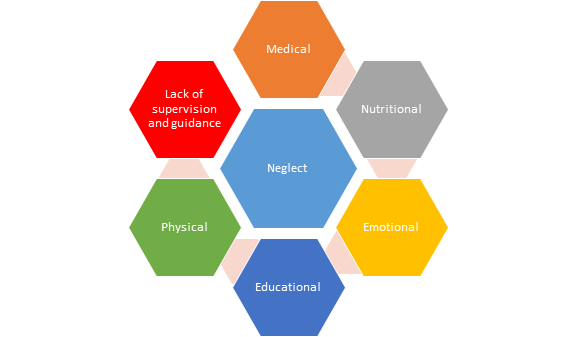 Medical
Lack of
supervision
and guidance
Nutritional
Neglect
Physical
Emotional
Educational